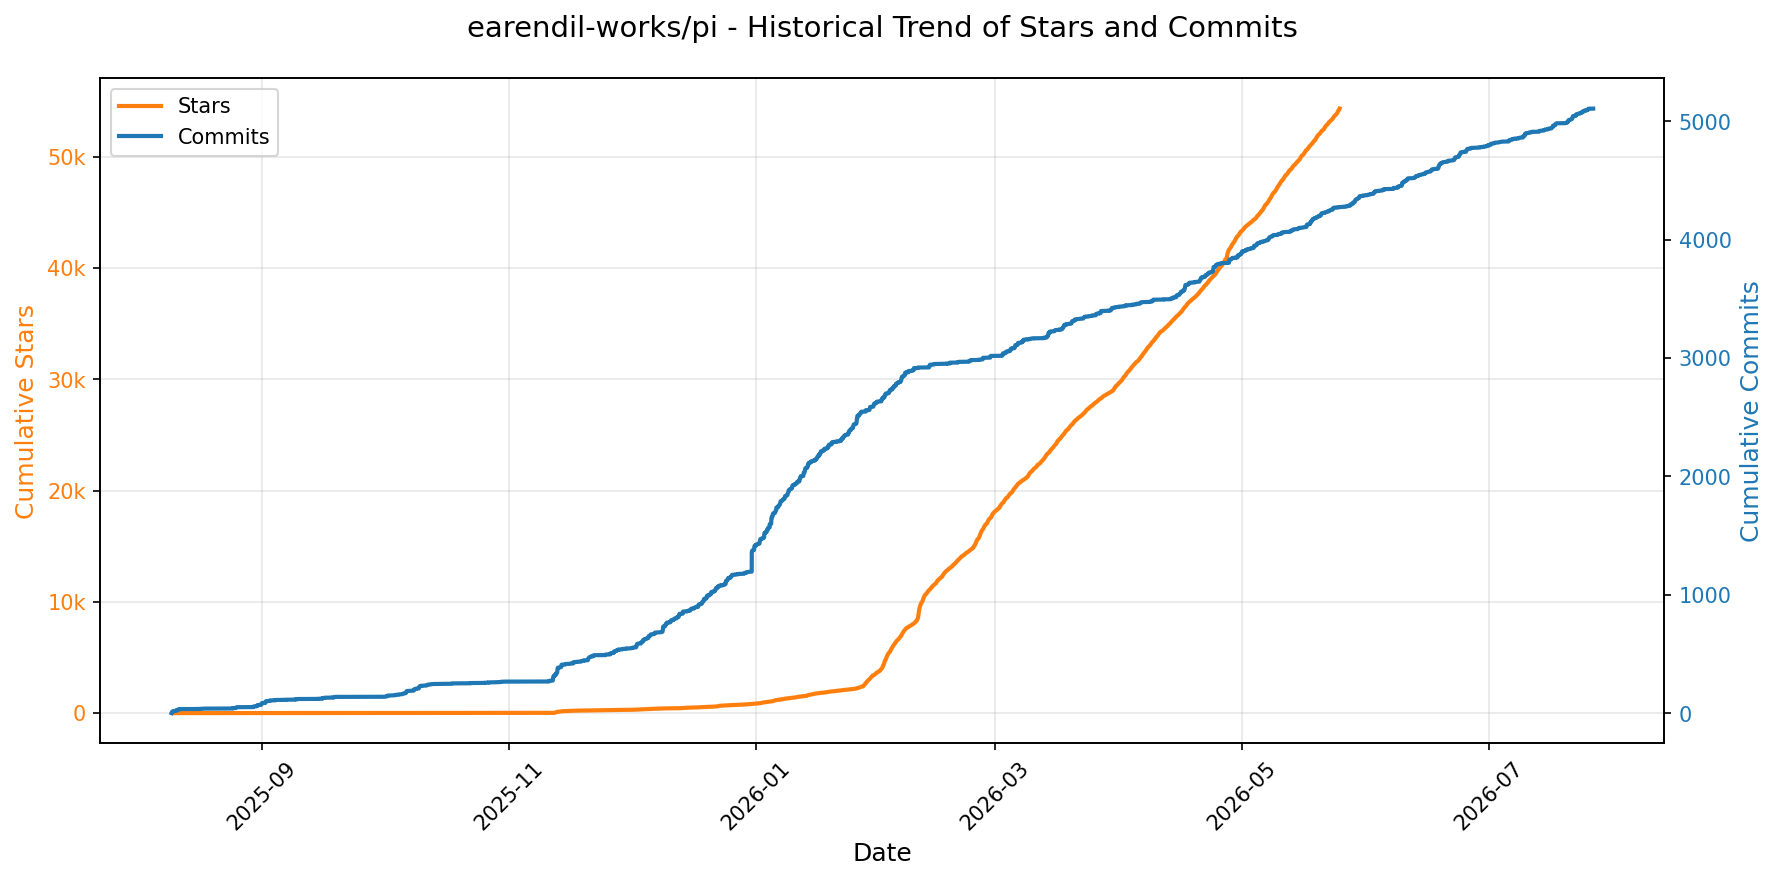 earendil-works/pi - Historical Trend of Stars and Commits
Stars
Commits
Cumulative Stars
50k
40k
30k
20k
10k
0
Cumulative Commits
5000
4000
3000
2000
1000
0
2025-09
2025-11
2026-01
2026-03
2026-05
2026-07
Date